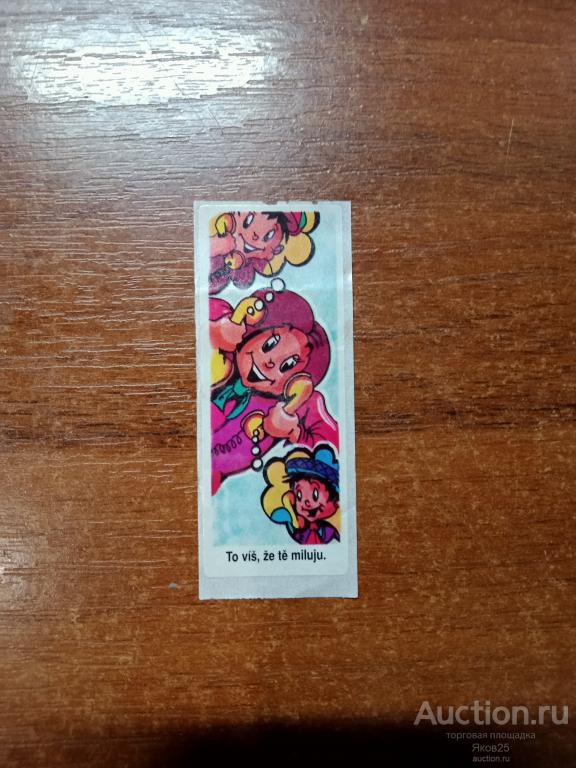 To víš, že tě miluju.
Auction.ru
торговая площадка
Яков25
auction.ru